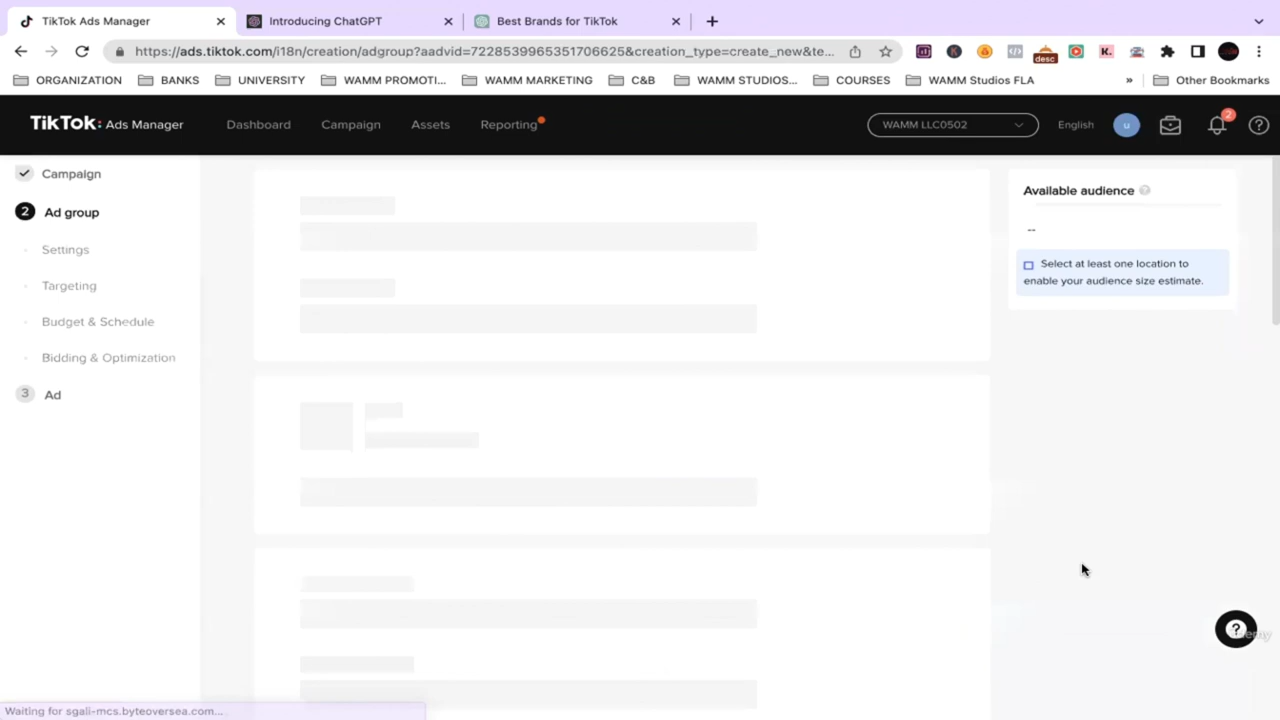 TikTok Ads Manager
Introducing ChatGPT
Best Brands for TikTok
https://ads.tiktok.com/i18n/creation/adgroup?aadvid=7228539965351706625&creation_type=create_new&te...
desc
K.
ORGANIZATION
BANKS
UNIVERSITY
WAMM PROMOTI...
WAMM MARKETING
C&B
WAMM STUDIOS...
COURSES
WAMM Studios FLA
»
Other Bookmarks
TikTok: Ads Manager
Dashboard
Campaign
Assets
Reporting
WAMM LLC0502
English
u
2
?
Campaign
2 Ad group
Settings
Targeting
Budget & Schedule
Bidding & Optimization
3 Ad
Available audience ?
--
Select at least one location to
enable your audience size estimate.
?
Waiting for sgali-mcs.byteoversea.com...